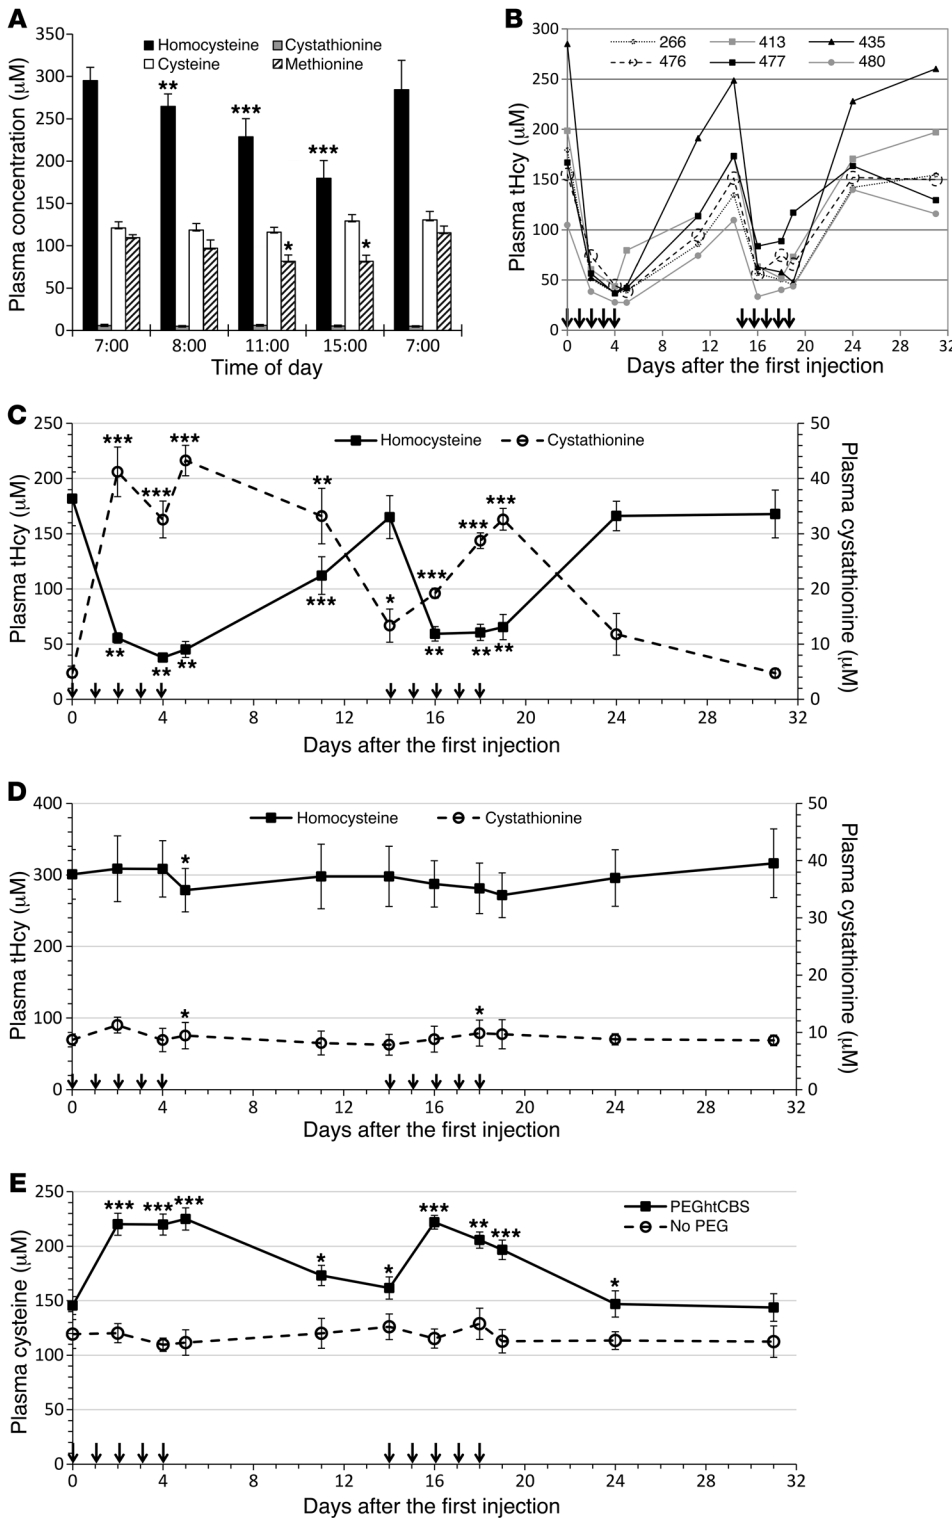 A
Plasma concentration (μM)
350
300
250
200
150
100
50
0
Homocysteine
Cystathionine
Cysteine
Methionine
**
***
***
*
*
7:00 8:00 11:00 15:00 7:00
Time of day
B
Plasma tHcy (μM)
300
250
200
150
100
50
0
266 413 435
476 477 480
0 4 8 12 16 20 24 28 32
Days after the first injection
C
Plasma tHcy (μM)
250
200
150
100
50
0
Homocysteine Cystathionine
*** *** *** ** * *** *** ***
** ** ** *** ** ** **
50
40
30
20
10
0
Plasma cystathionine (μM)
0 4 8 12 16 20 24 28 32
Days after the first injection
D
Plasma tHcy (μM)
400
300
200
100
0
Homocysteine Cystathionine
*
* *
50
40
30
20
10
0
Plasma cystathionine (μM)
0 4 8 12 16 20 24 28 32
Days after the first injection
E
Plasma cysteine (μM)
250
200
150
100
50
0
PEGhtCBS
No PEG
*** *** *** * * *** ** *** *
0 4 8 12 16 20 24 28 32
Days after the first injection